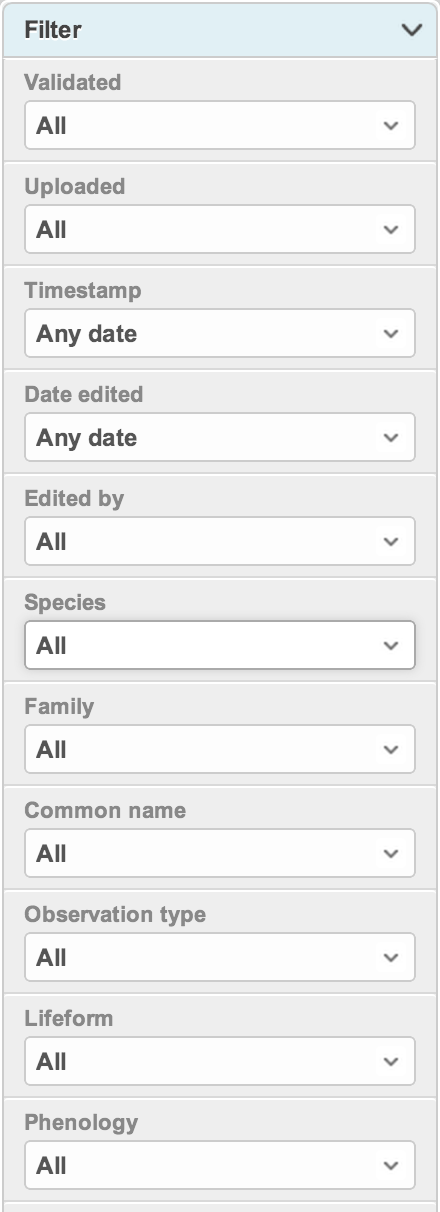 Filter
Validated
All
Uploaded
All
Timestamp
Any date
Date edited
Any date
Edited by
All
Species
All
Family
All
Common name
All
Observation type
All
Lifeform
All
Phenology
All